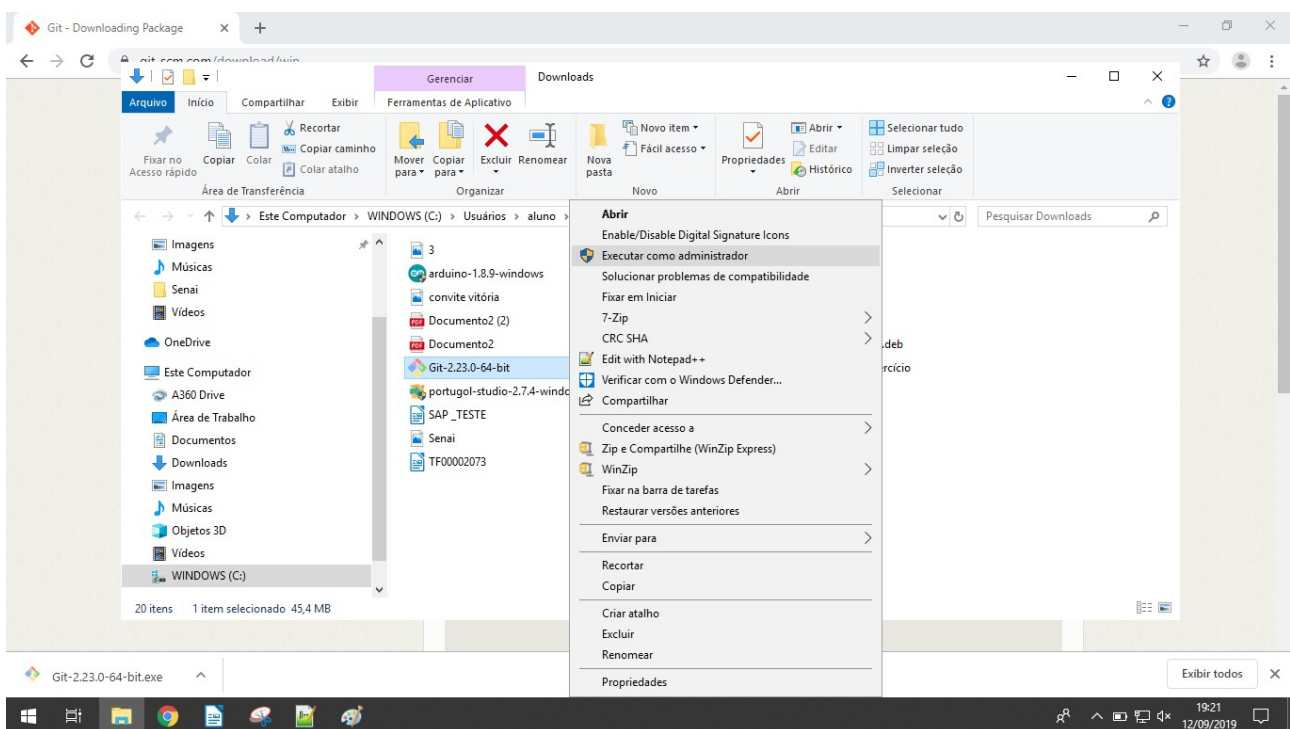 Git - Downloading Package
git-scm.com/download/win
Gerenciar
Downloads
Arquivo
Início
Compartilhar
Exibir
Ferramentas de Aplicativo
Fixar no
Acesso rápido
Copiar
Colar
Recortar
Copiar caminho
Colar atalho
Área de Transferência
Mover
para
Copiar
para
Excluir
Renomear
Organizar
Nova
pasta
Novo item
Fácil acesso
Novo
Propriedades
Abrir
Editar
Histórico
Abrir
Selecionar tudo
Limpar seleção
Inverter seleção
Selecionar
Este Computador > WINDOWS (C:) > Usuários > aluno >
Pesquisar Downloads
Imagens
Músicas
Senai
Vídeos
OneDrive
Este Computador
A360 Drive
Área de Trabalho
Documentos
Downloads
Imagens
Músicas
Objetos 3D
Vídeos
WINDOWS (C:)
3
arduino-1.8.9-windows
convite vitória
Documento2 (2)
Documento2
Git-2.23.0-64-bit
portugol-studio-2.7.4-windo
SAP _TESTE
Senai
TF00002073
.deb
rcício
Abrir
Enable/Disable Digital Signature Icons
Executar como administrador
Solucionar problemas de compatibilidade
Fixar em Iniciar
7-Zip
CRC SHA
Edit with Notepad++
Verificar com o Windows Defender...
Compartilhar
Conceder acesso a
Zip e Compartilhe (WinZip Express)
WinZip
Fixar na barra de tarefas
Restaurar versões anteriores
Enviar para
Recortar
Copiar
Criar atalho
Excluir
Renomear
Propriedades
20 itens 1 item selecionado 45,4 MB
Git-2.23.0-64-bit.exe
Exibir todos
19:21
12/09/2019